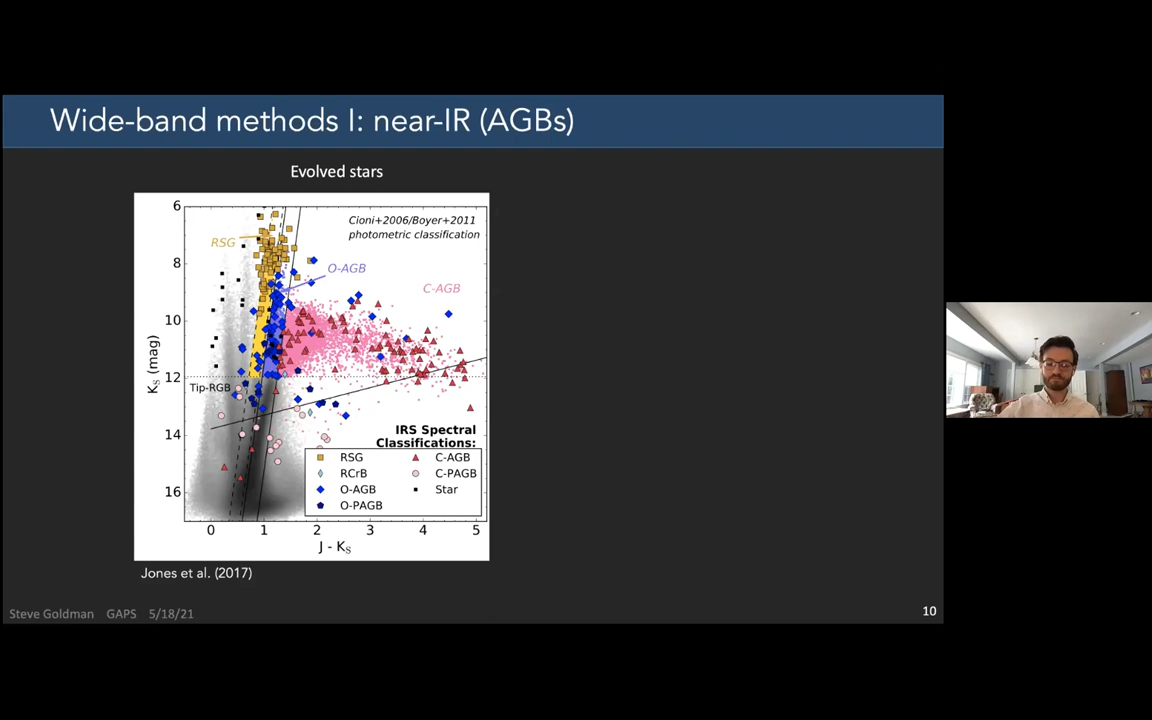 Wide-band methods I: near-IR (AGBs)
Evolved stars
6
8
10
12
14
16
Ks (mag)
Cioni+2006/Boyer+2011
photometric classification
RSG
O-AGB
C-AGB
Tip-RGB
IRS Spectral
Classifications:
RSG
RCrB
O-AGB
O-PAGB
C-AGB
C-PAGB
Star
0 1 2 3 4 5
J - Ks
Jones et al. (2017)
Steve Goldman GAPS 5/18/21
10